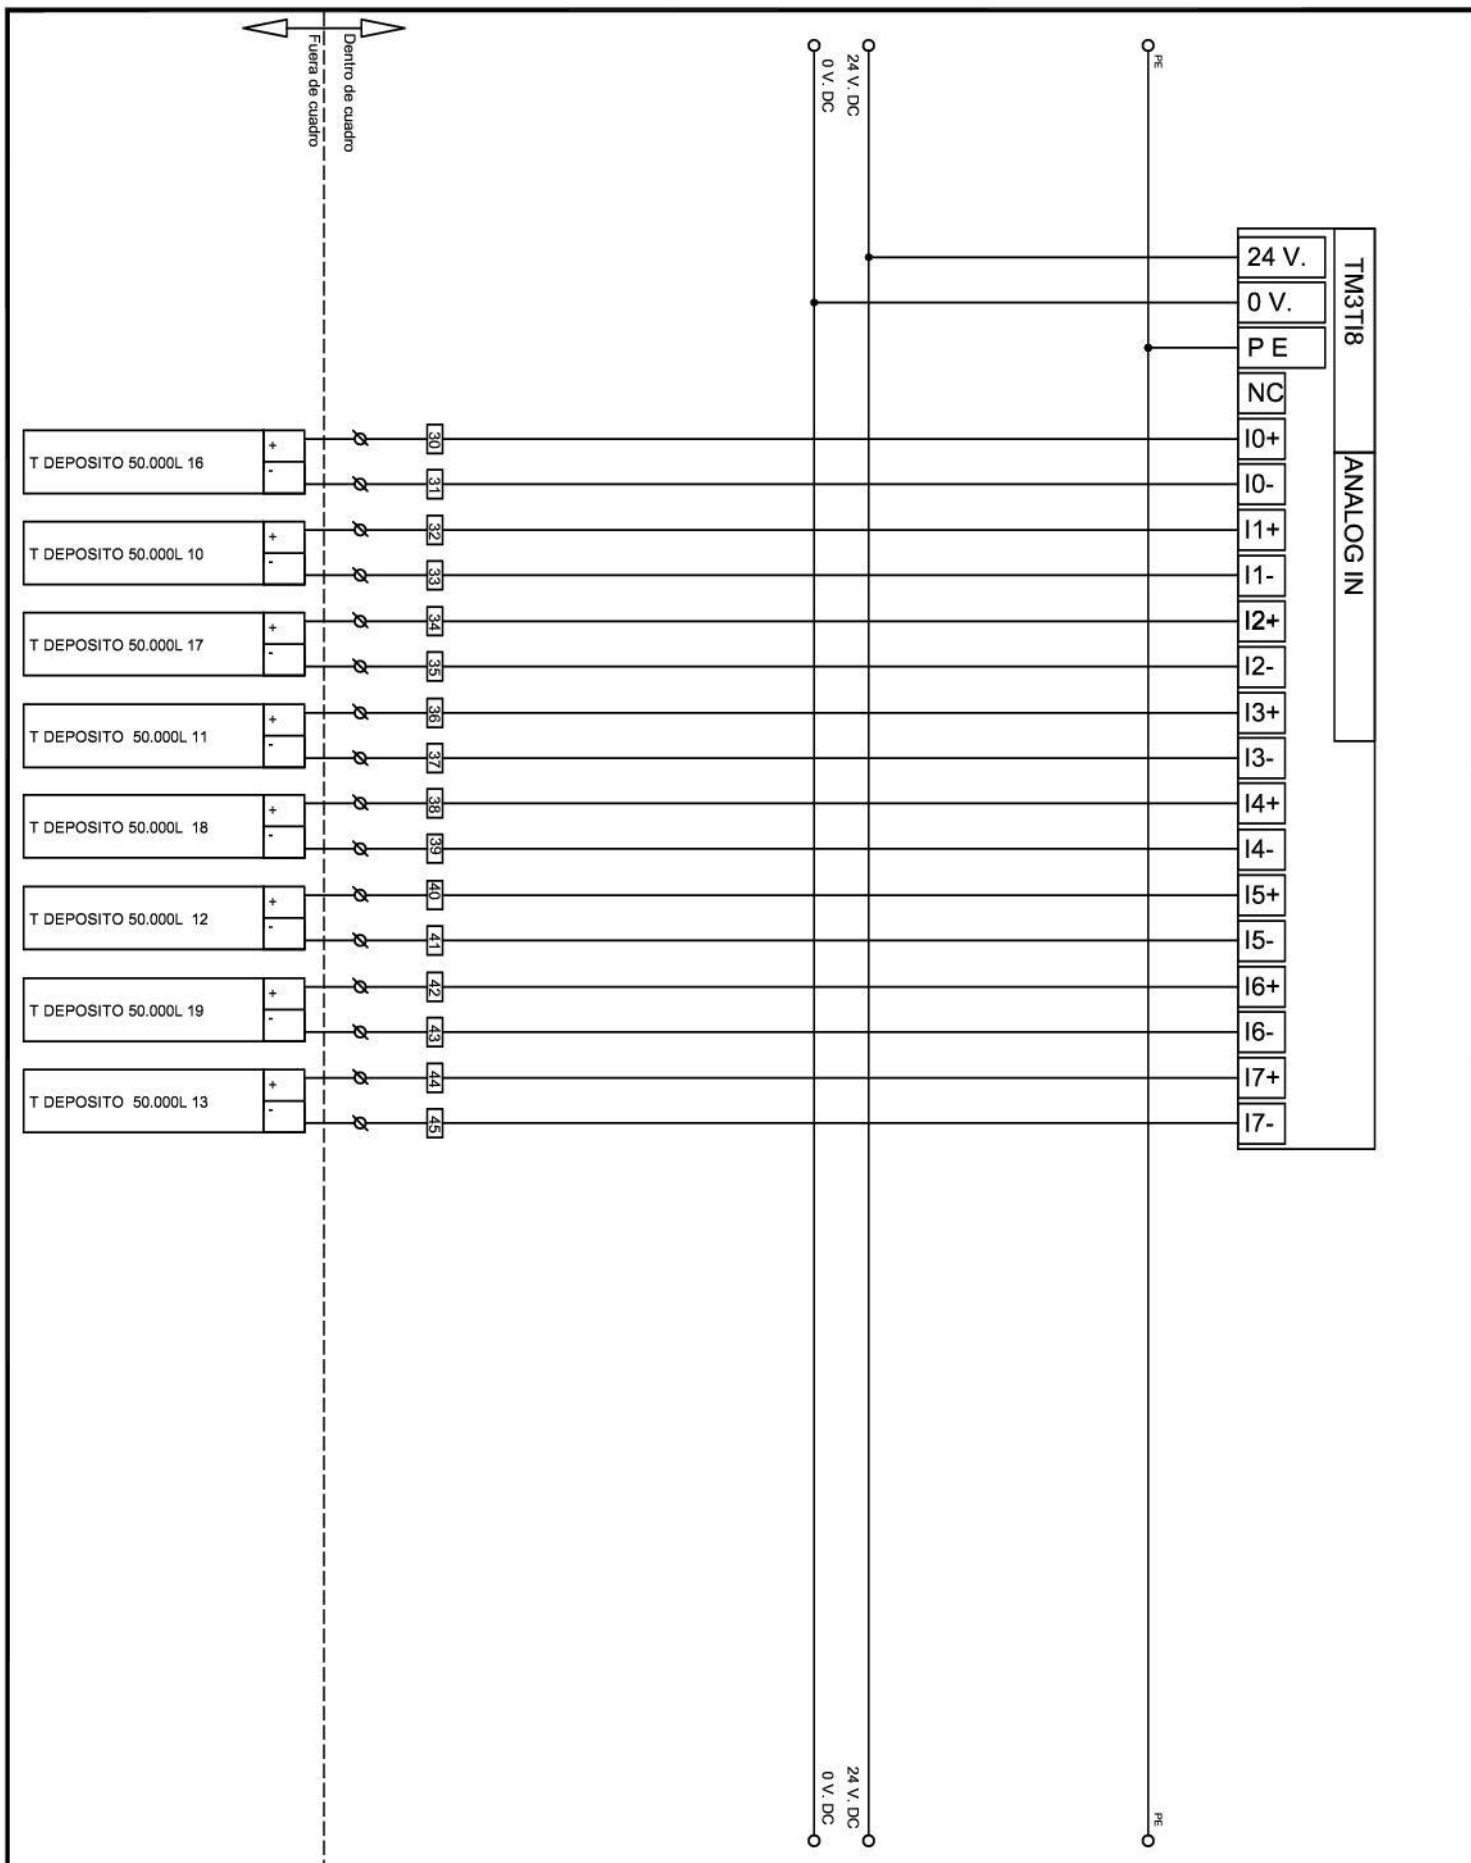 Dentro de cuadro
Fuera de cuadro
0 V. DC
24 V. DC
PE
TM3TI8
ANALOG IN
24 V.
0 V.
P E
NC
I0+
I0-
I1+
I1-
I2+
I2-
I3+
I3-
I4+
I4-
I5+
I5-
I6+
I6-
I7+
I7-
T DEPOSITO 50.000L 16
+
-
30
31
T DEPOSITO 50.000L 10
+
-
32
33
T DEPOSITO 50.000L 17
+
-
34
35
T DEPOSITO 50.000L 11
+
-
36
37
T DEPOSITO 50.000L 18
+
-
38
39
T DEPOSITO 50.000L 12
+
-
40
41
T DEPOSITO 50.000L 19
+
-
42
43
T DEPOSITO 50.000L 13
+
-
44
45
0 V. DC
24 V. DC
PE